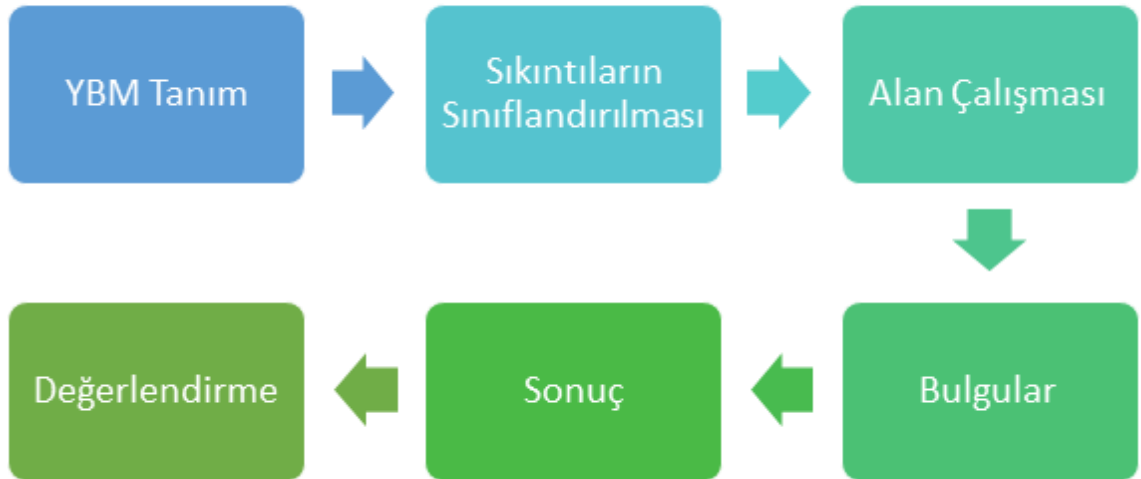 YBM Tanım
Sıkıntıların
Sınıflandırılması
Alan Çalışması
Bulgular
Sonuç
Değerlendirme